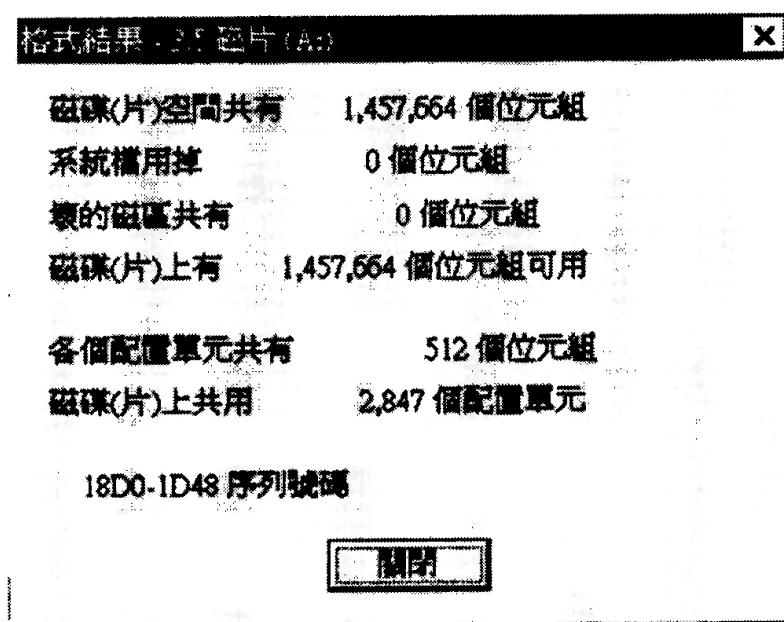 格式結果 - 3.5 磁片 (A:)
磁碟(片)空間共有 1,457,664 個位元組
系統檔用掉 0 個位元組
壞的磁區共有 0 個位元組
磁碟(片)上有 1,457,664 個位元組可用
各個配置單元共有 512 個位元組
磁碟(片)上共用 2,847 個配置單元
18D0-1D48 序列號碼
關閉